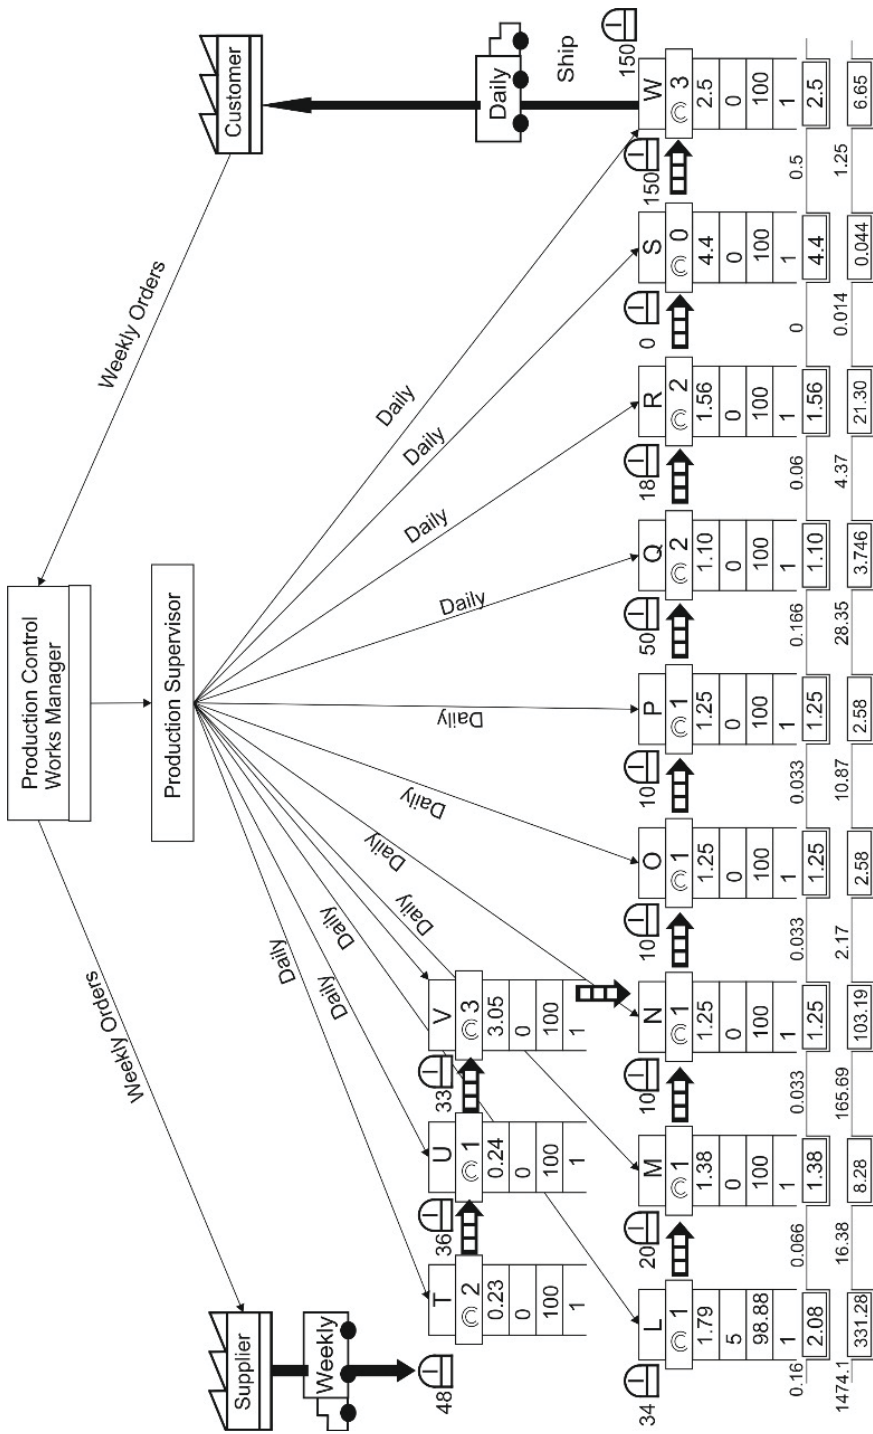 Production Control
Works Manager
Weekly Orders
Weekly Orders
Production Supervisor
Supplier
Customer
Weekly
Daily
Ship
Daily
Daily
Daily
Daily
Daily
Daily
Daily
Daily
Daily
Daily
Daily
Daily
48
T
2
0.23
0
100
1
36
U
1
0.24
0
100
1
33
V
3
3.05
0
100
1
34
L
1
1.79
5
98.88
1
20
M
1
1.38
0
100
1
10
N
1
1.25
0
100
1
10
O
1
1.25
0
100
1
10
P
1
1.25
0
100
1
50
Q
2
1.10
0
100
1
18
R
2
1.56
0
100
1
0
S
0
4.4
0
100
1
150
W
3
2.5
0
100
1
150
0.16 2.08 0.066 1.38 0.033 1.25 0.033 1.25 0.033 1.25 0.166 1.10 0.06 1.56 0 4.4 0.5 2.5
1474.1 331.28 16.38 8.28 165.69 103.19 2.17 2.58 10.87 2.58 28.35 3.746 4.37 21.30 0.014 0.044 1.25 6.65